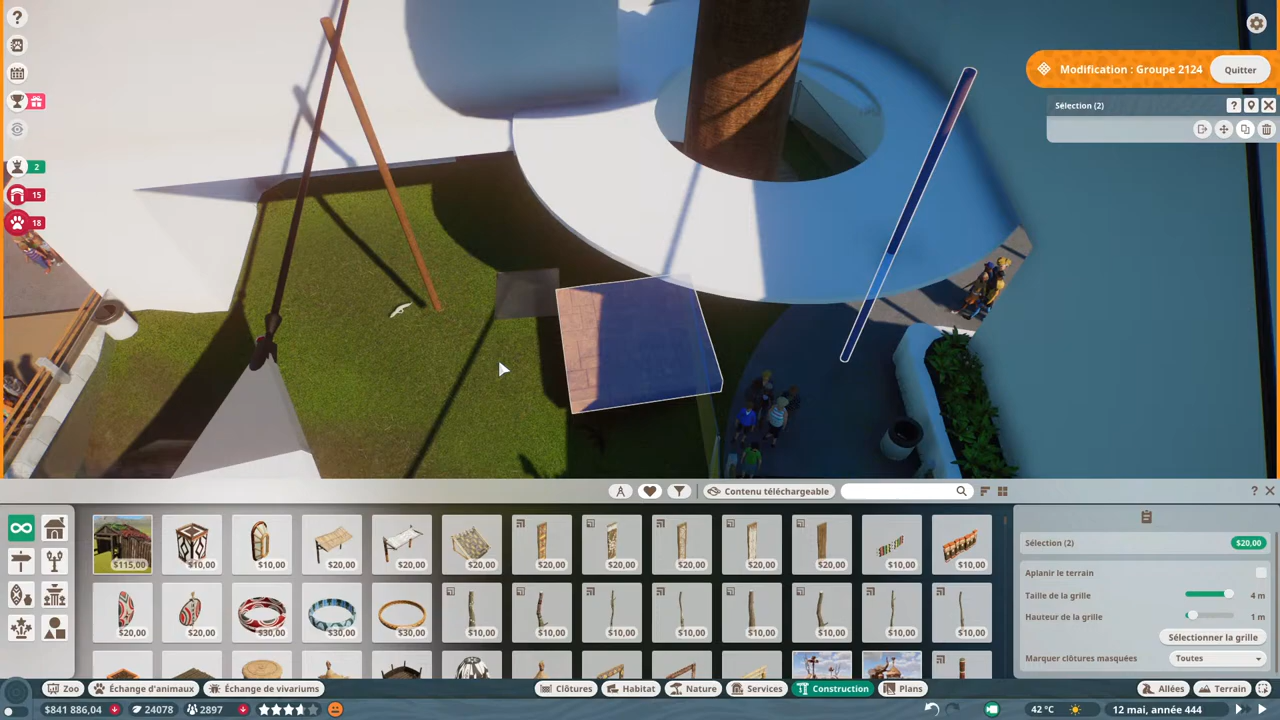 ?
Modification : Groupe 2124
Quitter
Sélection (2)
?
2
15
18
Contenu téléchargeable
?
$115,00
$10,00
$10,00
$20,00
$20,00
$20,00
$20,00
$20,00
$20,00
$20,00
$20,00
$10,00
$10,00
$20,00
$20,00
$30,00
$30,00
$30,00
$10,00
$10,00
$10,00
$10,00
$10,00
$10,00
$10,00
$10,00
Sélection (2)
$20,00
Aplanir le terrain
Taille de la grille
4 m
Hauteur de la grille
1 m
Sélectionner la grille
Marquer clôtures masquées
Toutes
Zoo
Échange d'animaux
Échange de vivariums
Clôtures
Habitat
Nature
Services
Construction
Plans
Allées
Terrain
$841 886,04
24078
2897
42 °C
12 mai, année 444